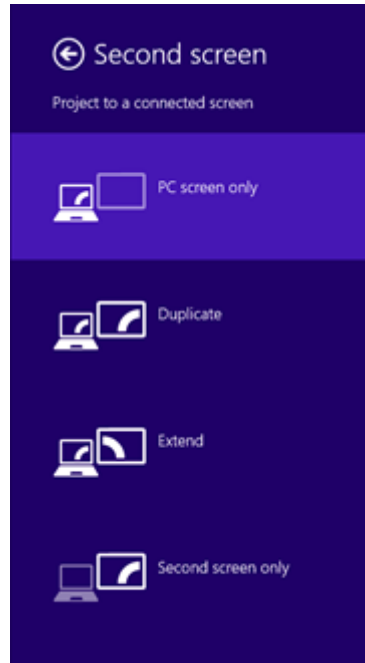 Second screen
Project to a connected screen
PC screen only
Duplicate
Extend
Second screen only